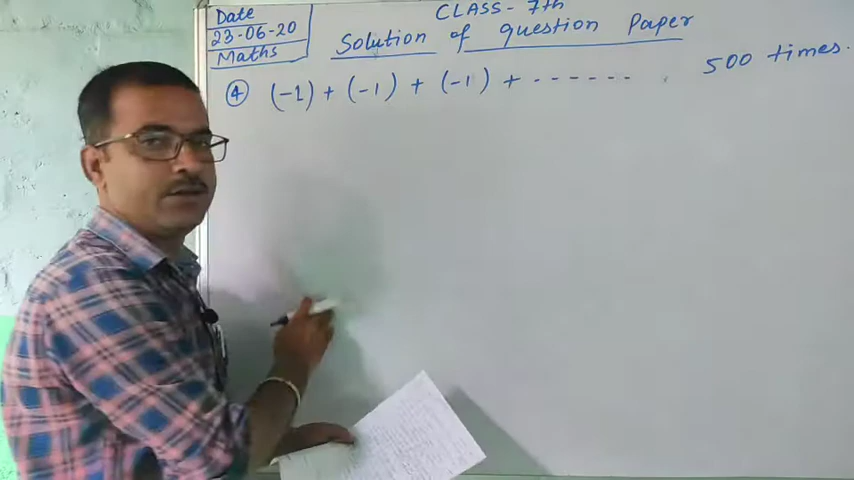 Date
23-06-20
Maths
CLASS - 7th
Solution of question Paper
④ (-1) + (-1) + (-1) + ------- . 500 times.